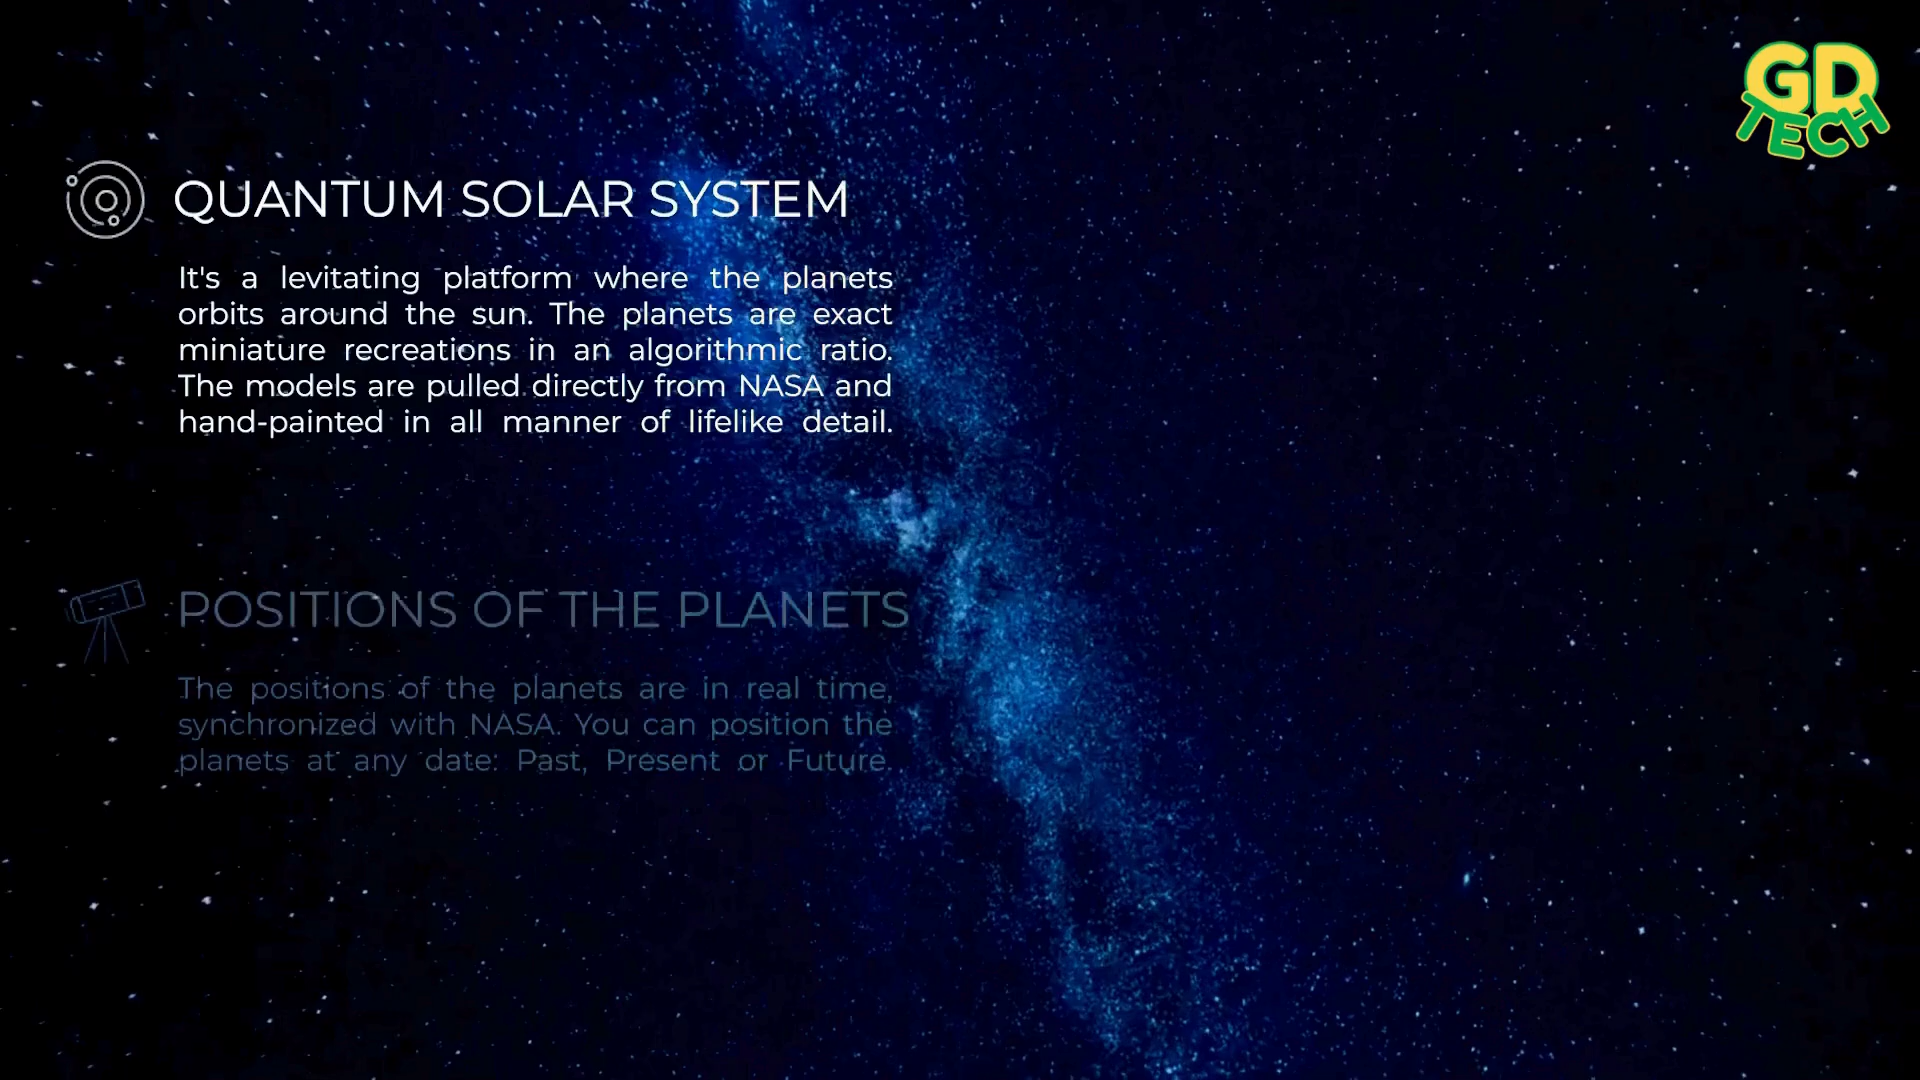 GD
TECH
QUANTUM SOLAR SYSTEM
It's a levitating platform where the planets
orbits around the sun. The planets are exact
miniature recreations in an algorithmic ratio.
The models are pulled directly from NASA and
hand-painted in all manner of lifelike detail.
POSITIONS OF THE PLANETS
The positions of the planets are in real time,
synchronized with NASA. You can position the
planets at any date: Past, Present or Future.